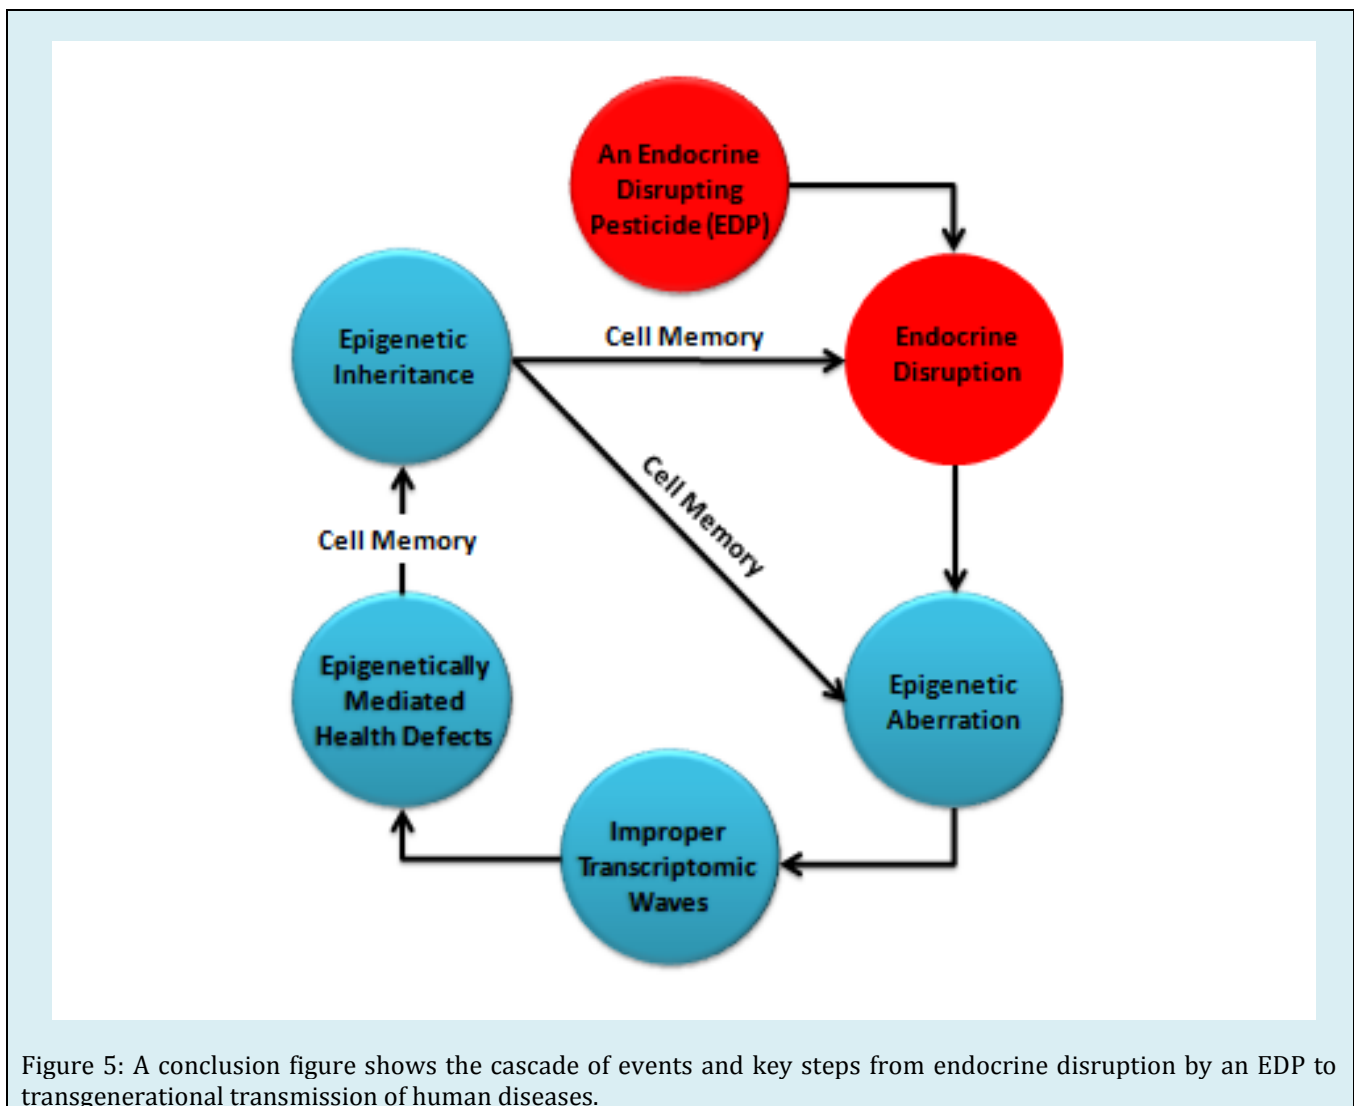 An Endocrine
Disrupting
Pesticide (EDP)
Epigenetic
Inheritance
Cell Memory
Endocrine
Disruption
Cell Memory
Cell Memory
Epigenetically
Mediated
Health Defects
Epigenetic
Aberration
Improper
Transcriptomic
Waves
Figure 5: A conclusion figure shows the cascade of events and key steps from endocrine disruption by an EDP to
transgenerational transmission of human diseases.